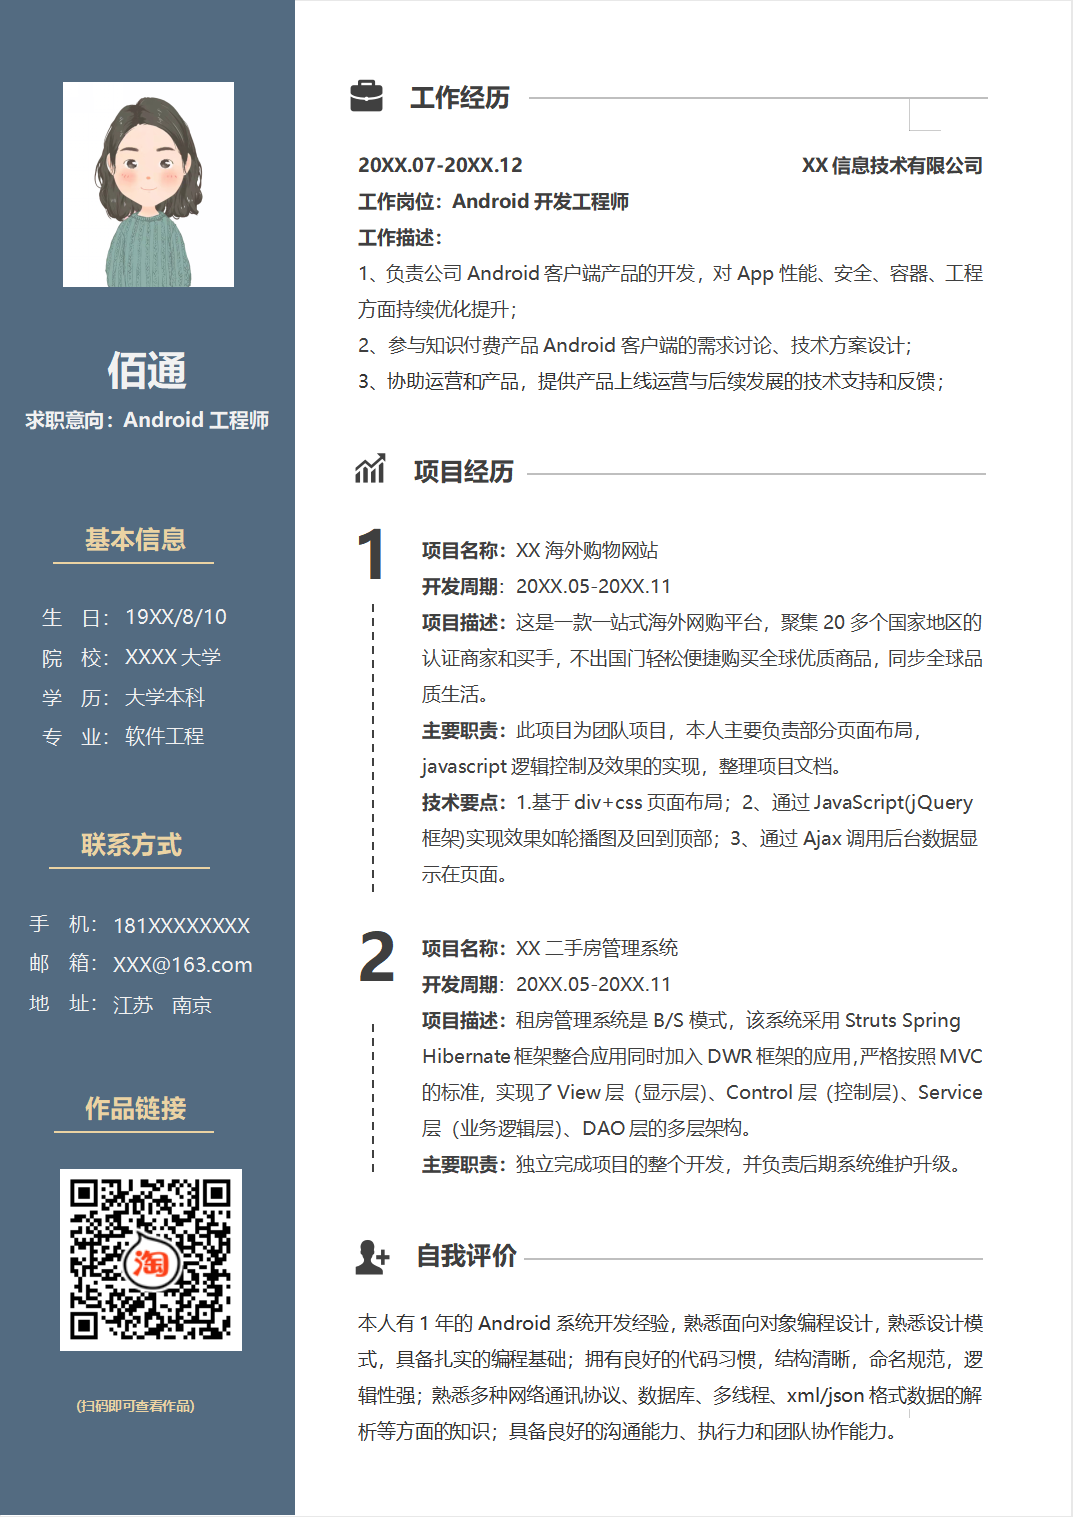 佰通
求职意向：Android 工程师
基本信息
生 日： 19XX/8/10
院 校： XXXX 大学
学 历： 大学本科
专 业： 软件工程
联系方式
手 机： 181XXXXXXXX
邮 箱： XXX@163.com
地 址： 江苏 南京
作品链接
淘
(扫码即可查看作品)
工作经历
20XX.07-20XX.12 XX 信息技术有限公司
工作岗位：Android 开发工程师
工作描述：
1、负责公司 Android 客户端产品的开发，对 App 性能、安全、容器、工程
方面持续优化提升；
2、参与知识付费产品 Android 客户端的需求讨论、技术方案设计；
3、协助运营和产品，提供产品上线运营与后续发展的技术支持和反馈；
项目经历
1
项目名称：XX 海外购物网站
开发周期：20XX.05-20XX.11
项目描述：这是一款一站式海外网购平台，聚集 20 多个国家地区的
认证商家和买手，不出国门轻松便捷购买全球优质商品，同步全球品
质生活。
主要职责：此项目为团队项目，本人主要负责部分页面布局，
javascript 逻辑控制及效果的实现，整理项目文档。
技术要点：1.基于 div+css 页面布局；2、通过 JavaScript(jQuery
框架)实现效果如轮播图及回到顶部；3、通过 Ajax 调用后台数据显
示在页面。
2
项目名称：XX 二手房管理系统
开发周期：20XX.05-20XX.11
项目描述：租房管理系统是 B/S 模式，该系统采用 Struts Spring
Hibernate 框架整合应用同时加入 DWR 框架的应用,严格按照 MVC
的标准，实现了 View 层（显示层）、Control 层（控制层）、Service
层（业务逻辑层）、DAO 层的多层架构。
主要职责：独立完成项目的整个开发，并负责后期系统维护升级。
自我评价
本人有 1 年的 Android 系统开发经验，熟悉面向对象编程设计，熟悉设计模
式，具备扎实的编程基础；拥有良好的代码习惯，结构清晰，命名规范，逻
辑性强；熟悉多种网络通讯协议、数据库、多线程、xml/json 格式数据的解
析等方面的知识；具备良好的沟通能力、执行力和团队协作能力。